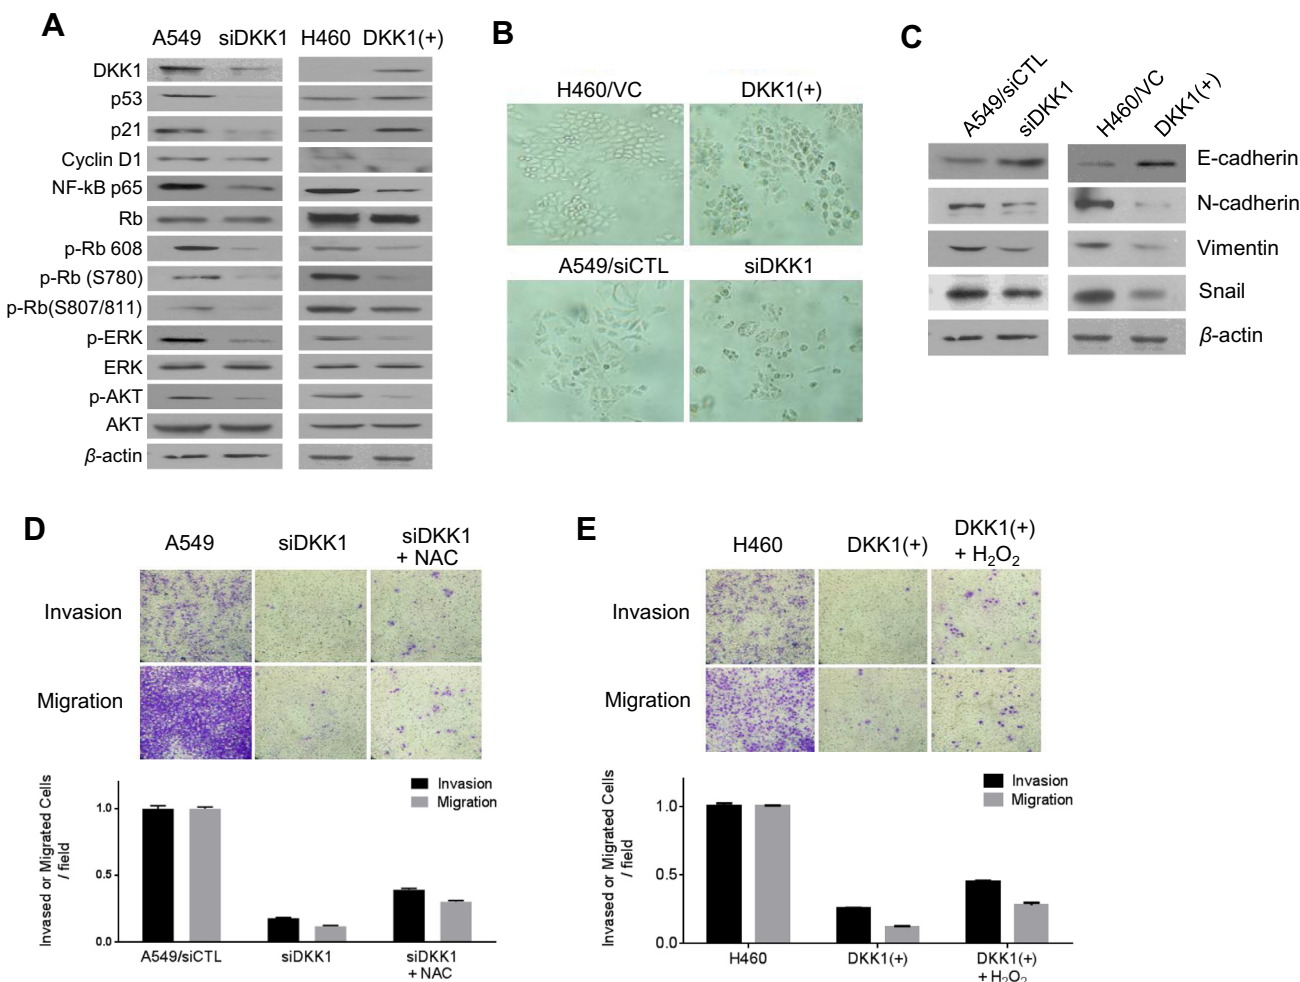 A
A549 siDKK1 H460 DKK1(+)
DKK1
p53
p21
Cyclin D1
NF-kB p65
Rb
p-Rb 608
p-Rb (S780)
p-Rb(S807/811)
p-ERK
ERK
p-AKT
AKT
β-actin
B
H460/VC DKK1(+)
A549/siCTL siDKK1
C
A549/siCTL siDKK1 H460/VC DKK1(+)
E-cadherin
N-cadherin
Vimentin
Snail
β-actin
D
A549 siDKK1 siDKK1
+ NAC
Invasion
Migration
Invased or Migrated Cells
/ field
Invasion
Migration
1.0
0.5
0.0
A549/siCTL siDKK1 siDKK1
+ NAC
E
H460 DKK1(+) DKK1(+)
+ H₂O₂
Invasion
Migration
Invased or Migrated Cells
/ field
Invasion
Migration
1.0
0.5
0.0
H460 DKK1(+) DKK1(+)
+ H₂O₂